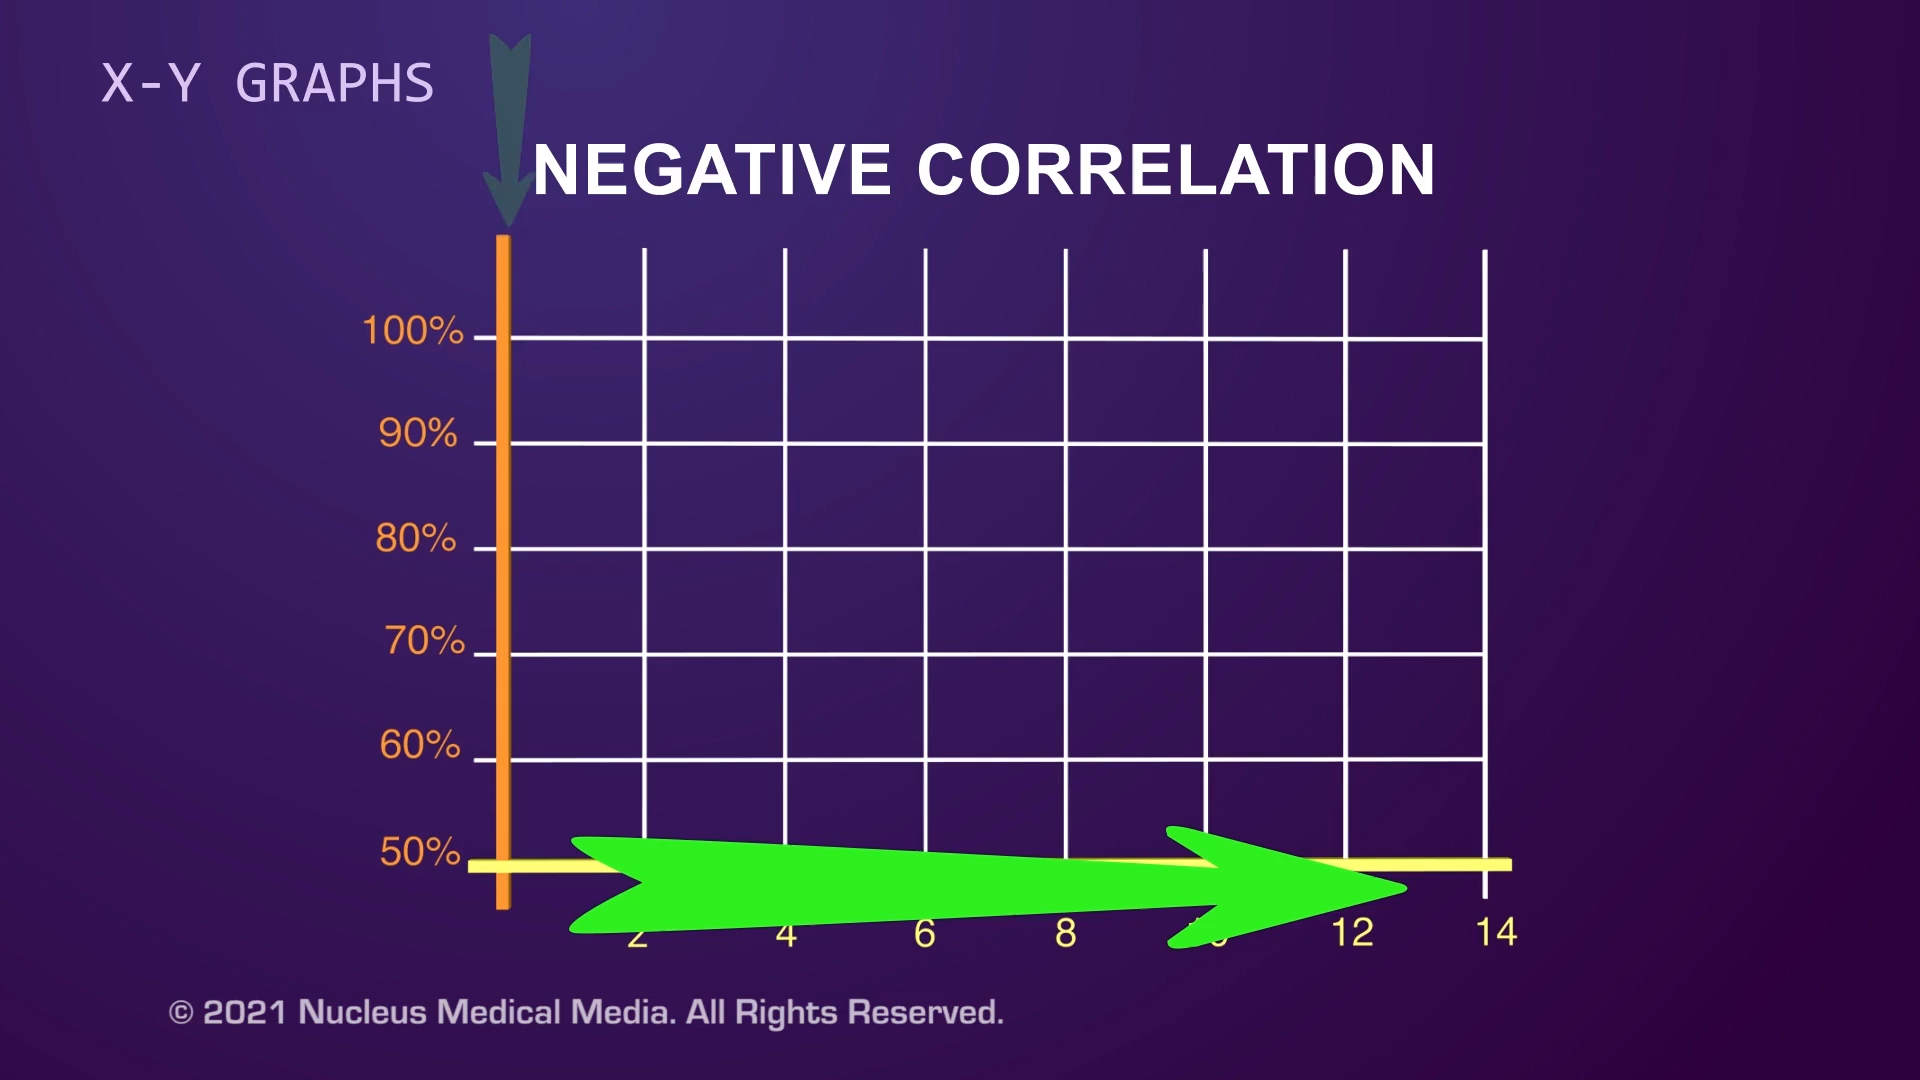 X-Y GRAPHS
NEGATIVE CORRELATION
100%
90%
80%
70%
60%
50%
2 4 6 8 10 12 14
© 2021 Nucleus Medical Media. All Rights Reserved.